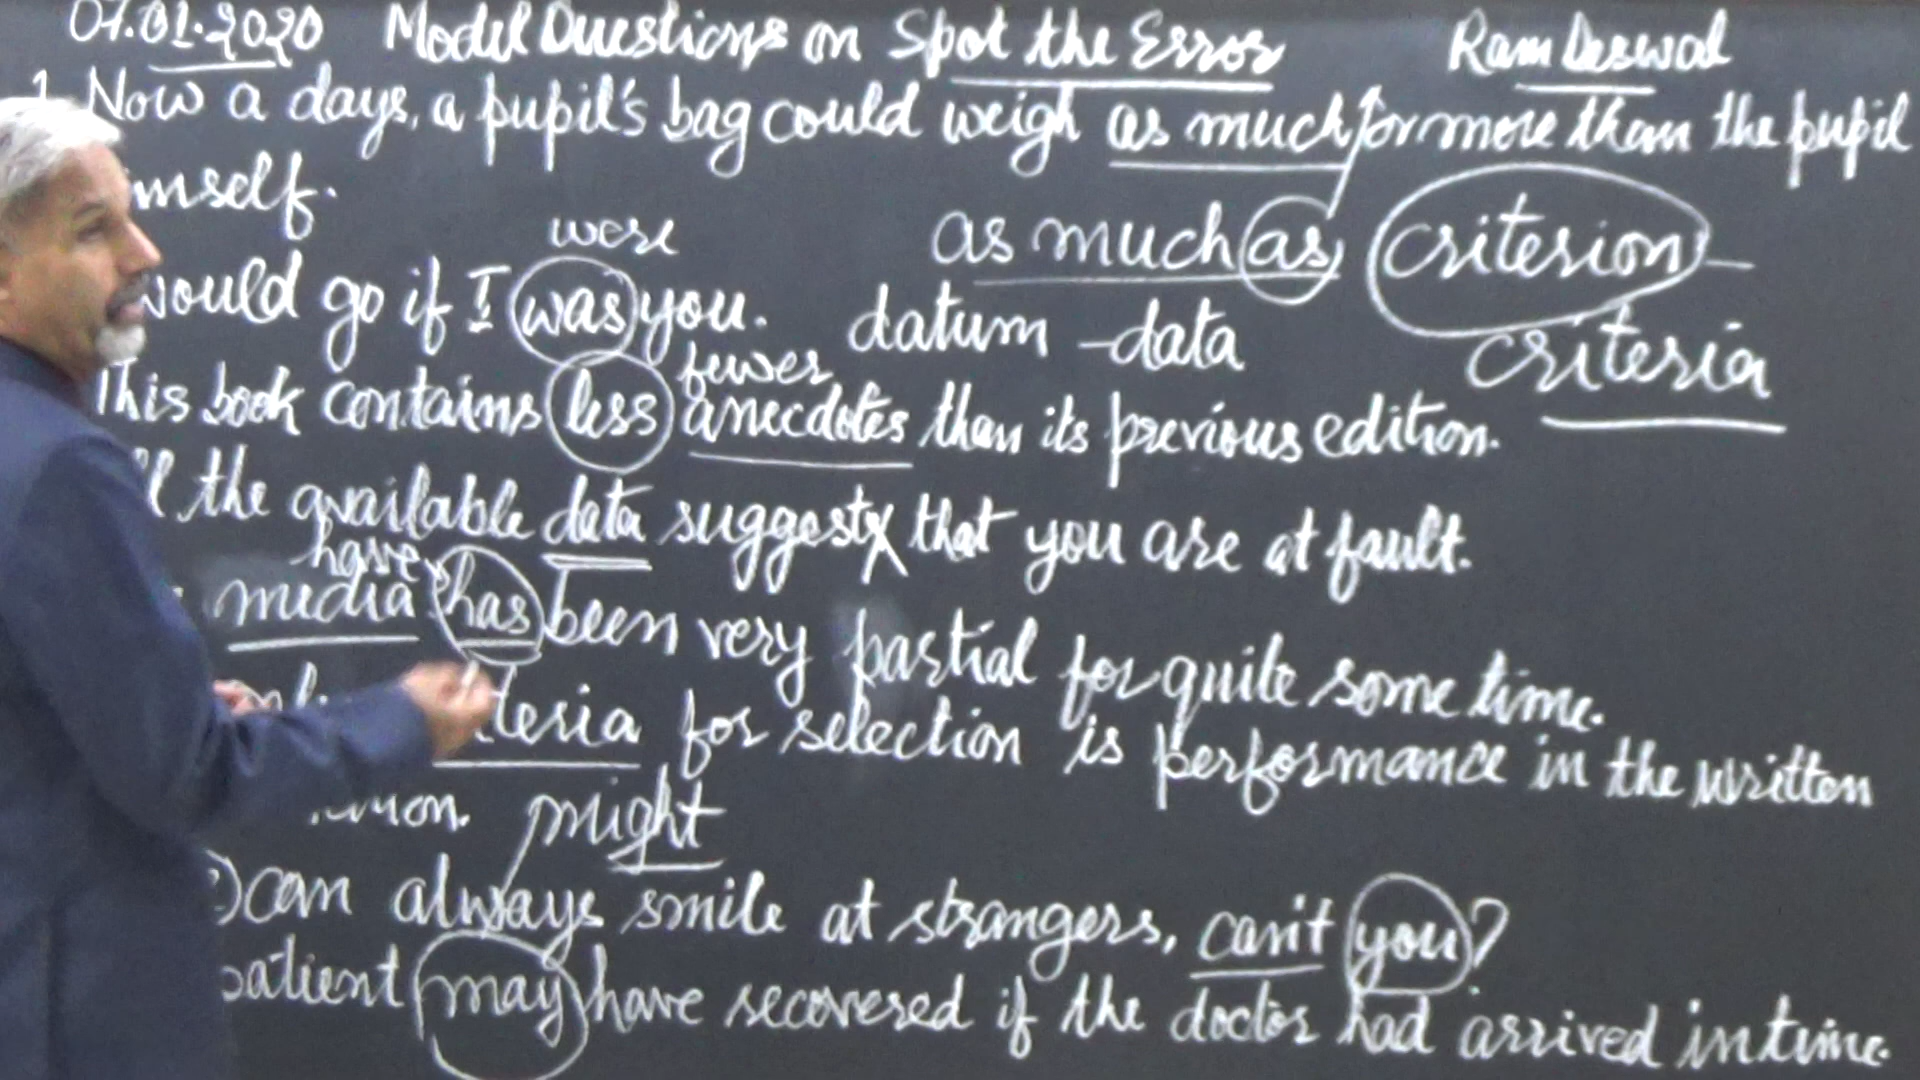 07.01.2020 Model Questions on Spot the Error Ram Deswal
1. Now a days, a pupil's bag could weigh as much/or more than the pupil
mself.
were as much as criterion –
would go if I was you. datum – data criteria
fewer
This book contains less anecdotes than its previous edition.
ll the available data suggests that you are at fault.
have
media has been very partial for quite some time.
teria for selection is performance in the written
might
can always smile at strangers, can't you?
patient may have recovered if the doctor had arrived in time.